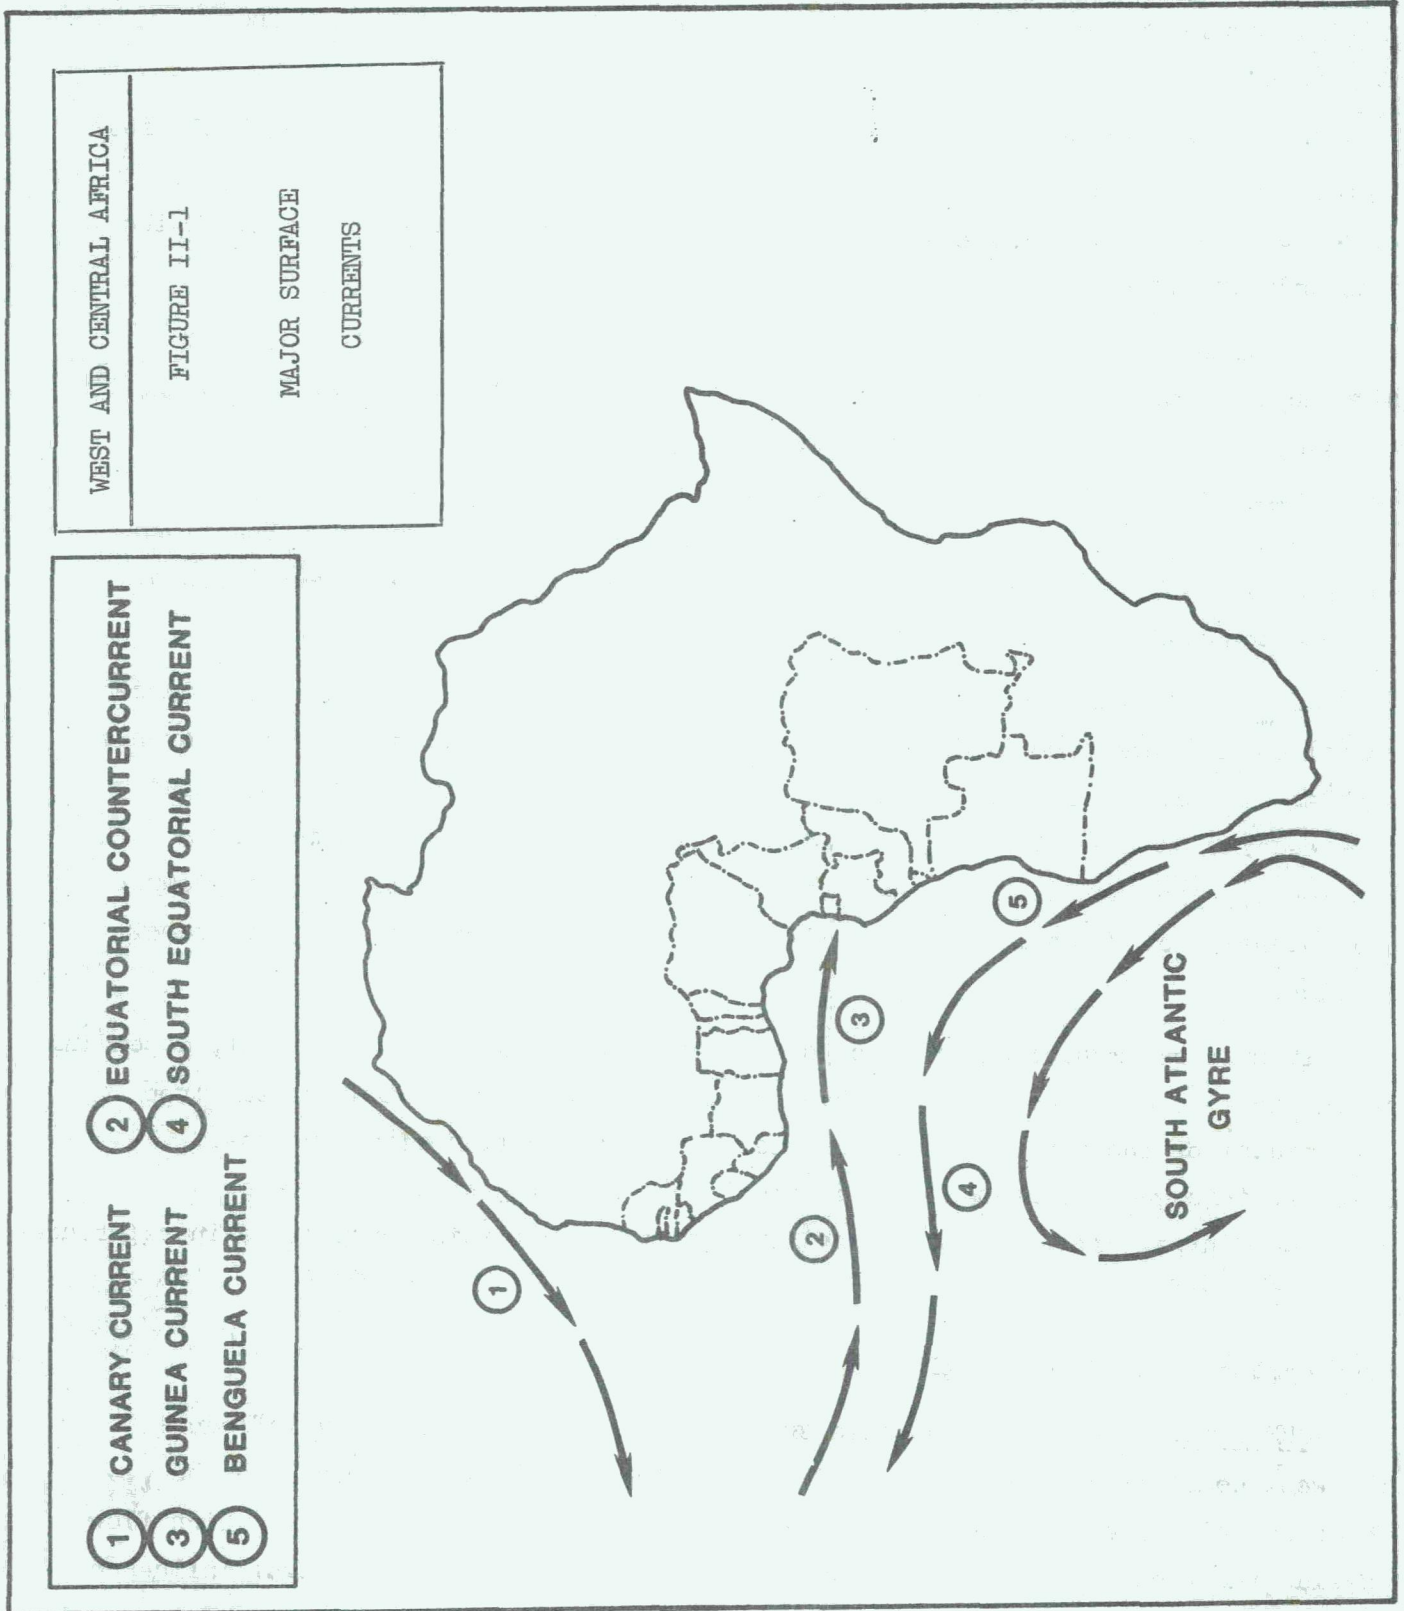 WEST AND CENTRAL AFRICA
FIGURE II-1
MAJOR SURFACE
CURRENTS
1 CANARY CURRENT 2 EQUATORIAL COUNTERCURRENT
3 GUINEA CURRENT 4 SOUTH EQUATORIAL CURRENT
5 BENGUELA CURRENT
1
2
3
4
5
SOUTH ATLANTIC
GYRE